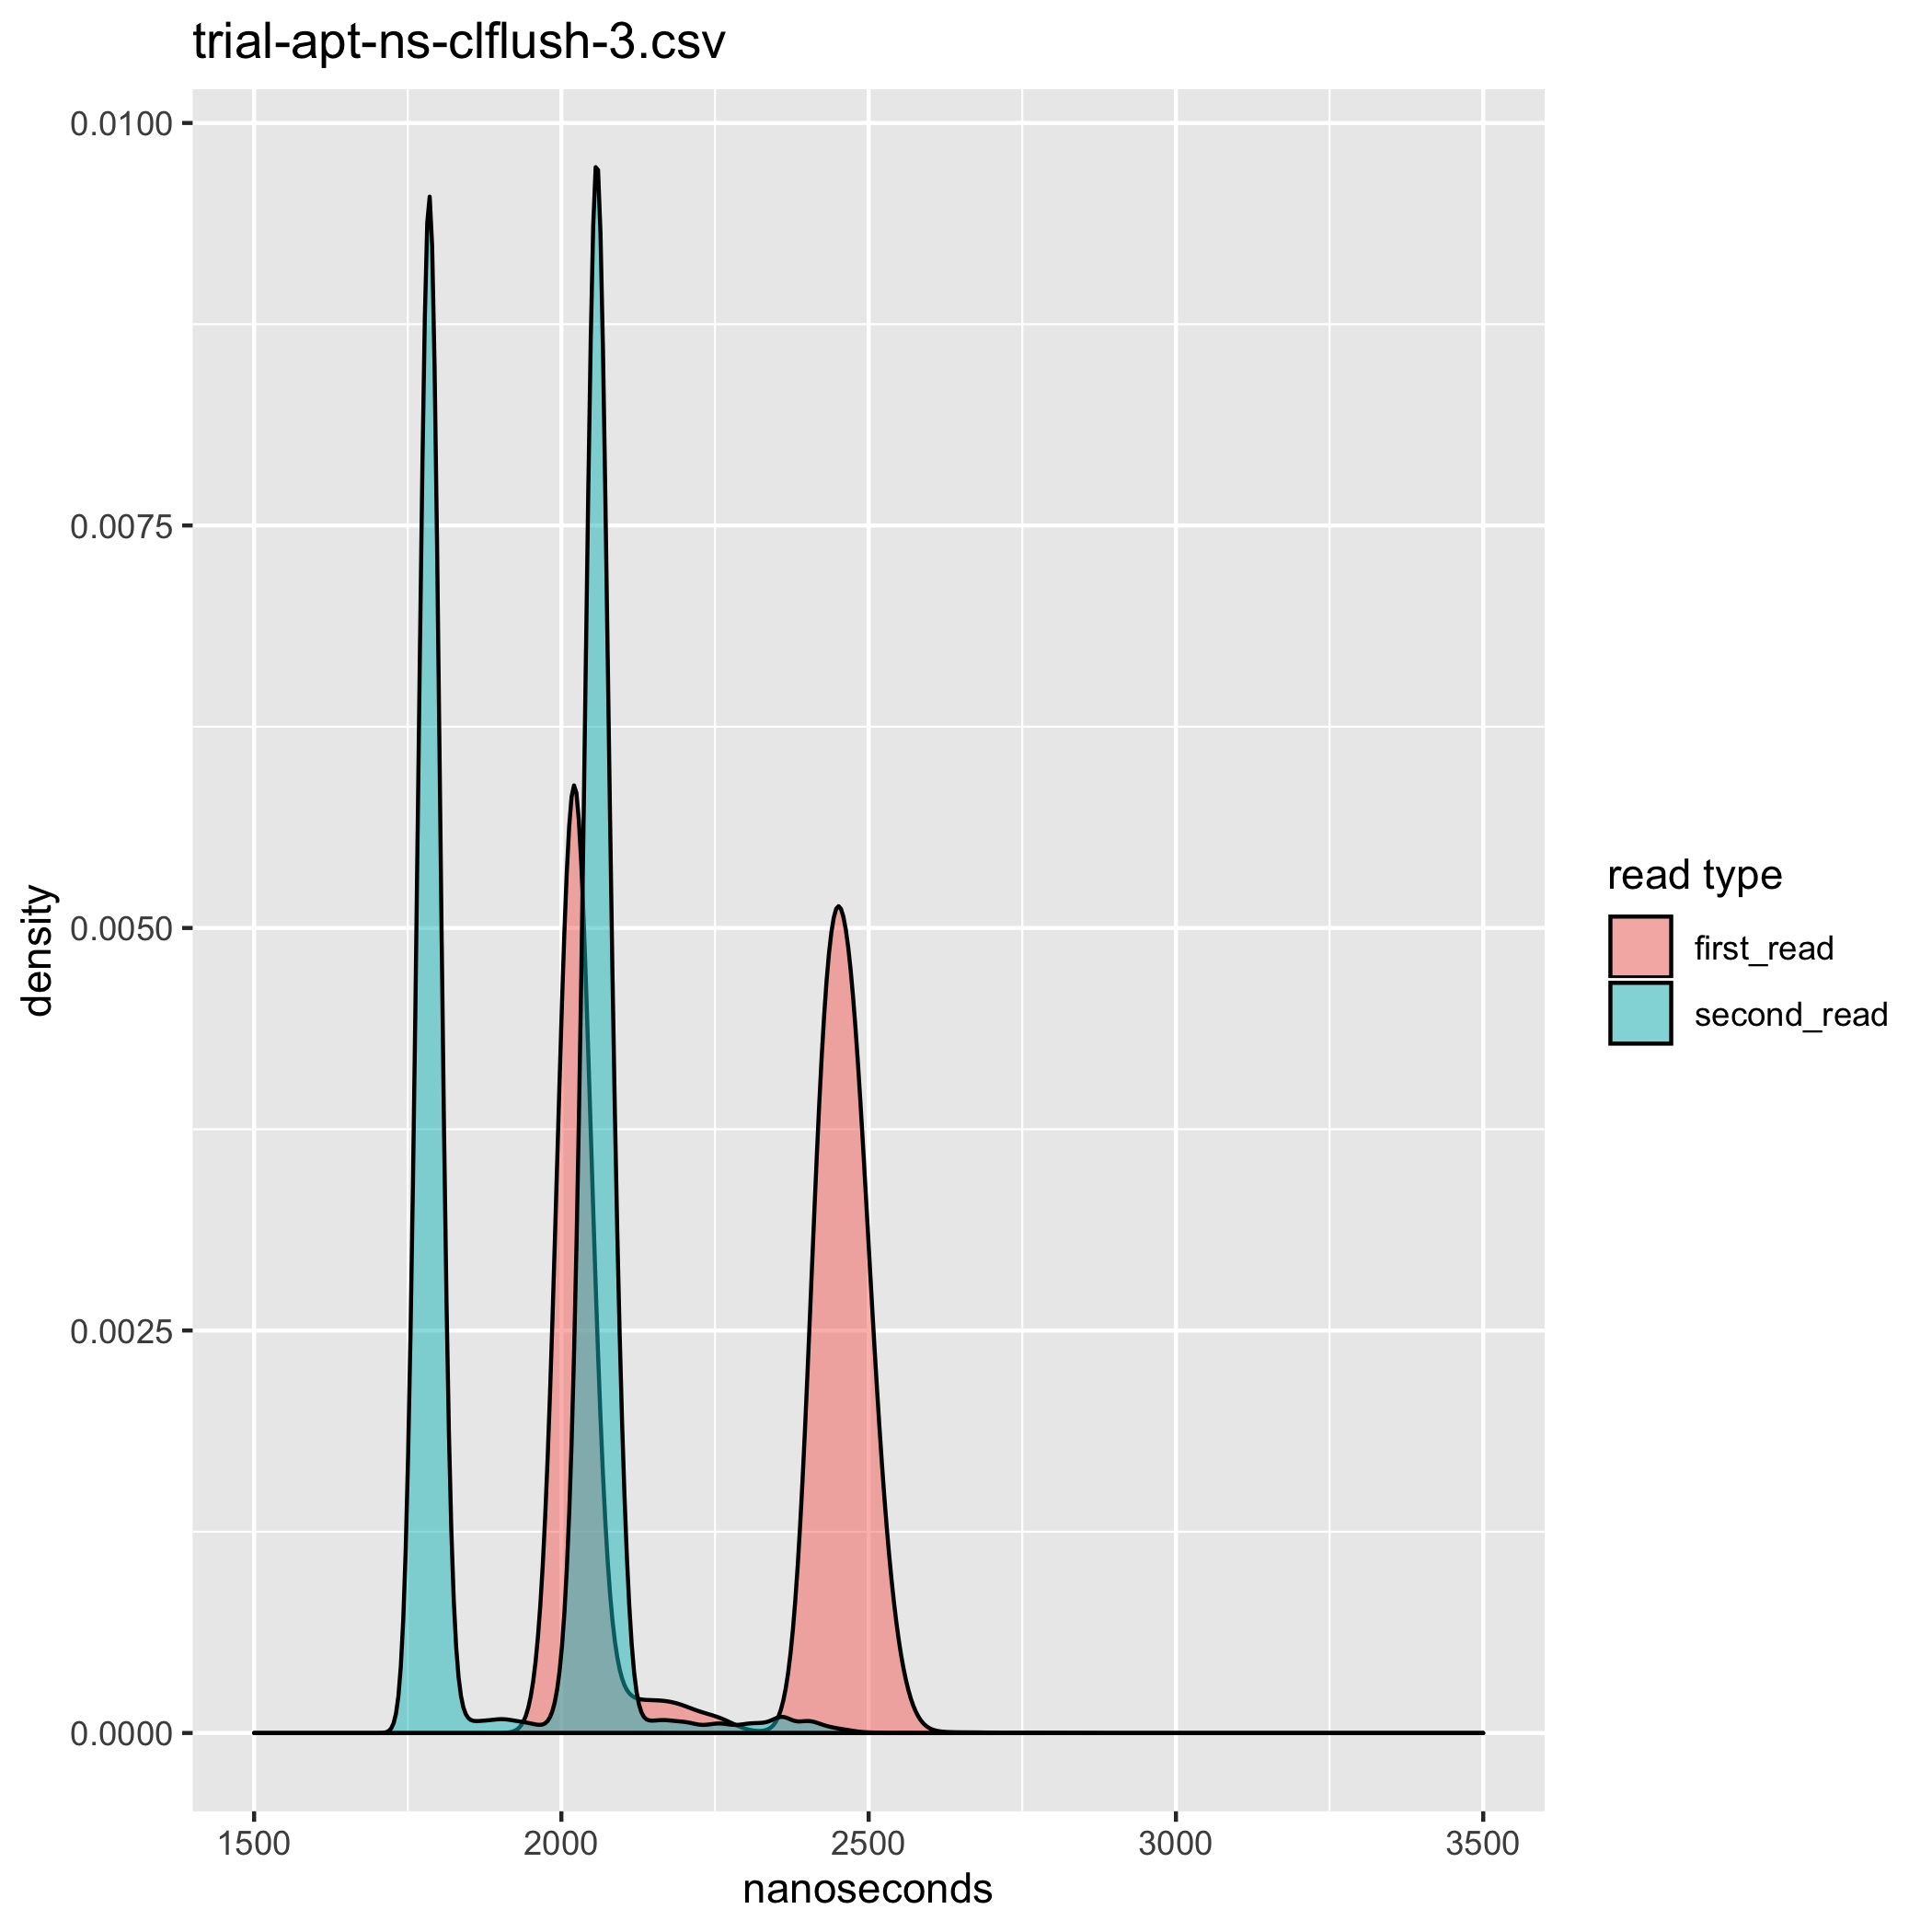 trial-apt-ns-clflush-3.csv
0.0100
0.0075
0.0050
0.0025
0.0000
density
1500 2000 2500 3000 3500
nanoseconds
read type
first_read
second_read